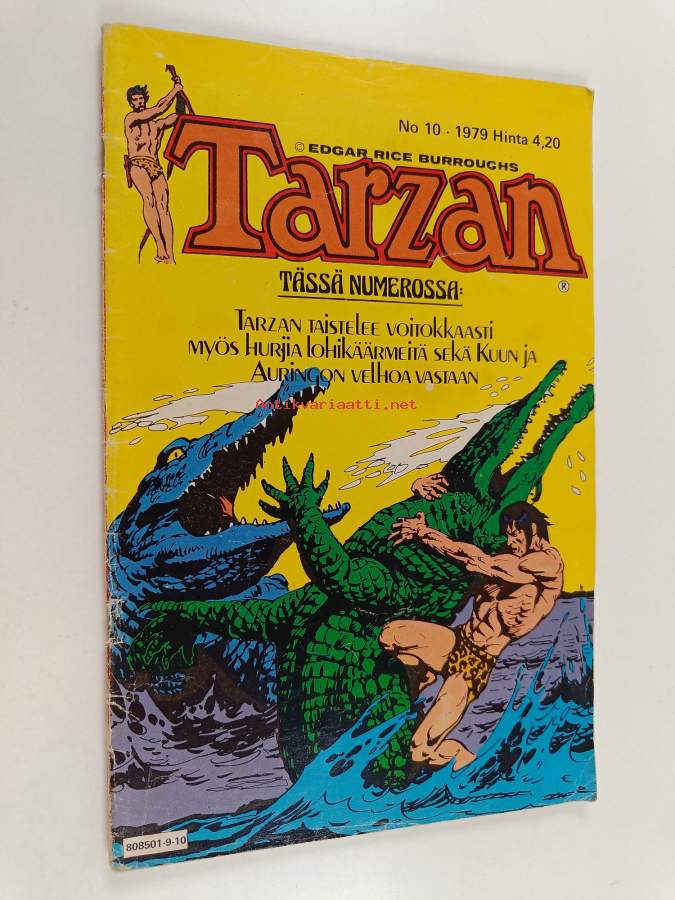 No 10 · 1979 Hinta 4,20
© EDGAR RICE BURROUGHS
Tarzan
®
TÄSSÄ NUMEROSSA:
TARZAN TAISTELEE VOITOKKAASTI
MYÖS HURJIA LOHIKÄÄRMEITÄ SEKÄ KUUN JA
AURINGON VELHOA VASTAAN
Antikvariaatti.net
808501-9-10